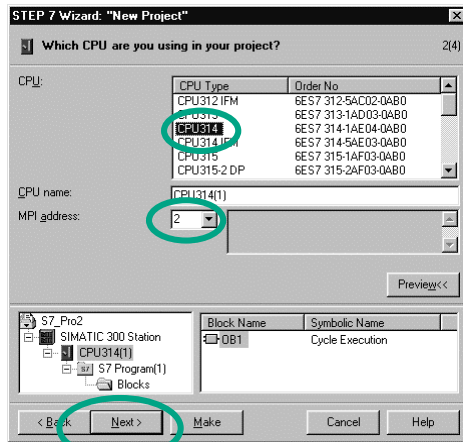 STEP 7 Wizard: "New Project"
Which CPU are you using in your project? 2(4)
CPU:
CPU Type Order No
CPU312 IFM 6ES7 312-5AC02-0AB0
CPU313 6ES7 313-1AD03-0AB0
CPU314 6ES7 314-1AE04-0AB0
CPU314 IFM 6ES7 314-5AE03-0AB0
CPU315 6ES7 315-1AF03-0AB0
CPU315-2 DP 6ES7 315-2AF03-0AB0
CPU name: CPU314(1)
MPI address: 2
Preview<<
S7_Pro2
SIMATIC 300 Station
CPU314(1)
S7 Program(1)
Blocks
Block Name Symbolic Name
OB1 Cycle Execution
< Back Next > Make Cancel Help